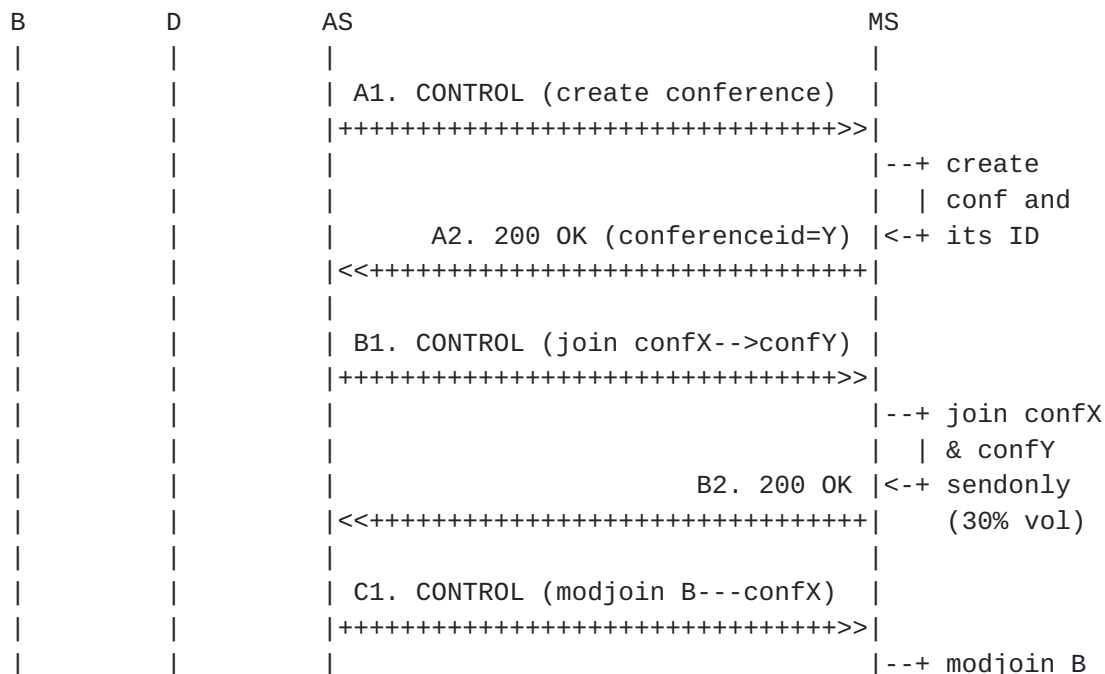 B         D         AS                                 MS
|         |         |                                  |
|         |         | A1. CONTROL (create conference)  |
|         |         |++++++++++++++++++++++++++++++++>>|
|         |         |                                  |--+ create
|         |         |                                  |  | conf and
|         |         |      A2. 200 OK (conferenceid=Y) |<-+ its ID
|         |         |<<++++++++++++++++++++++++++++++++|
|         |         |                                  |
|         |         | B1. CONTROL (join confX-->confY) |
|         |         |++++++++++++++++++++++++++++++++>>|
|         |         |                                  |--+ join confX
|         |         |                                  |  | & confY
|         |         |                       B2. 200 OK |<-+ sendonly
|         |         |<<++++++++++++++++++++++++++++++++|    (30% vol)
|         |         |                                  |
|         |         | C1. CONTROL (modjoin B---confX)  |
|         |         |++++++++++++++++++++++++++++++++>>|
|         |         |                                  |--+ modjoin B